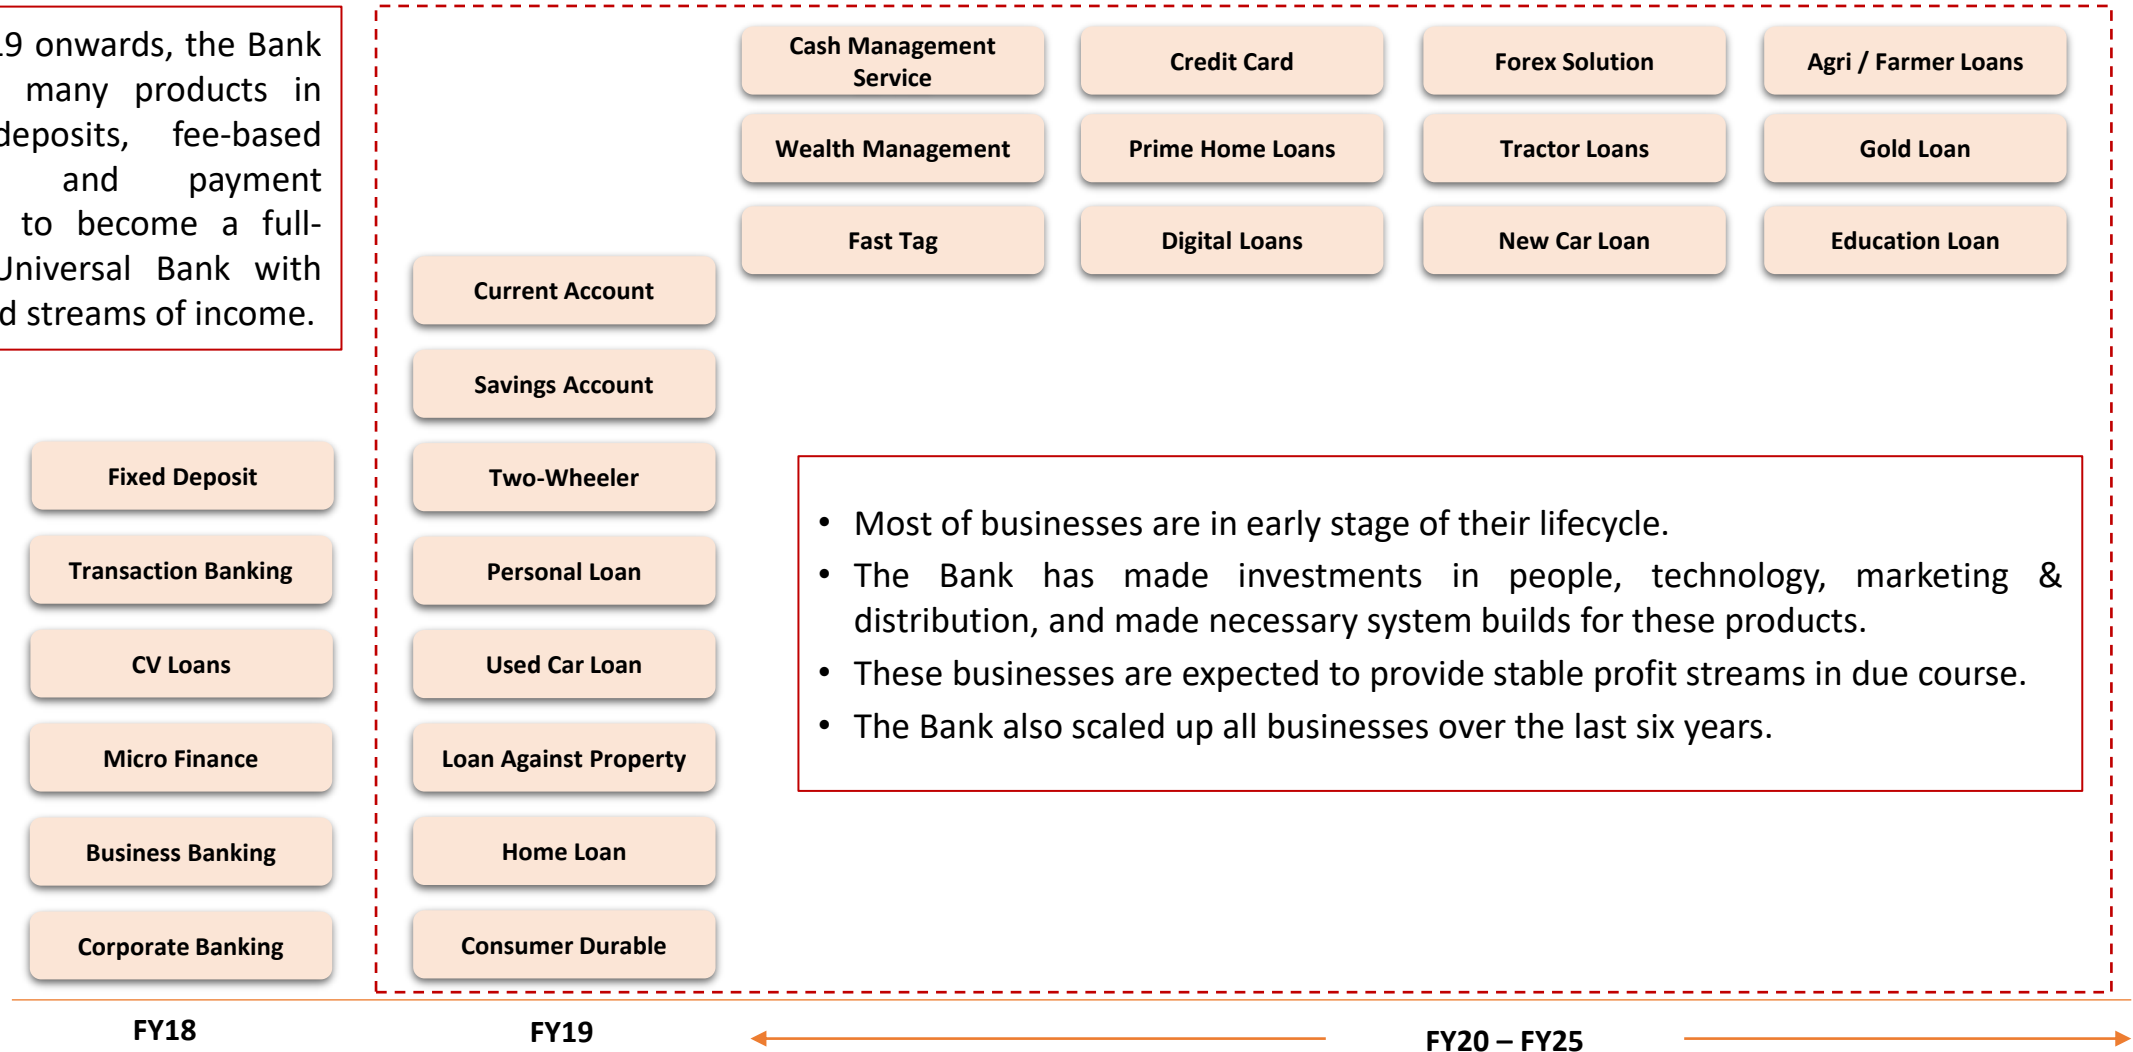 19 onwards, the Bank
many products in
deposits, fee-based
and payment
to become a full-
Universal Bank with
streams of income.
Cash Management
Service
Credit Card
Forex Solution
Agri / Farmer Loans
Wealth Management
Prime Home Loans
Tractor Loans
Gold Loan
Fast Tag
Digital Loans
New Car Loan
Education Loan
Current Account
Savings Account
Two-Wheeler
Personal Loan
Used Car Loan
Loan Against Property
Home Loan
Consumer Durable
Fixed Deposit
Transaction Banking
CV Loans
Micro Finance
Business Banking
Corporate Banking
• Most of businesses are in early stage of their lifecycle.
• The Bank has made investments in people, technology, marketing &
distribution, and made necessary system builds for these products.
• These businesses are expected to provide stable profit streams in due course.
• The Bank also scaled up all businesses over the last six years.
FY18
FY19
FY20 – FY25